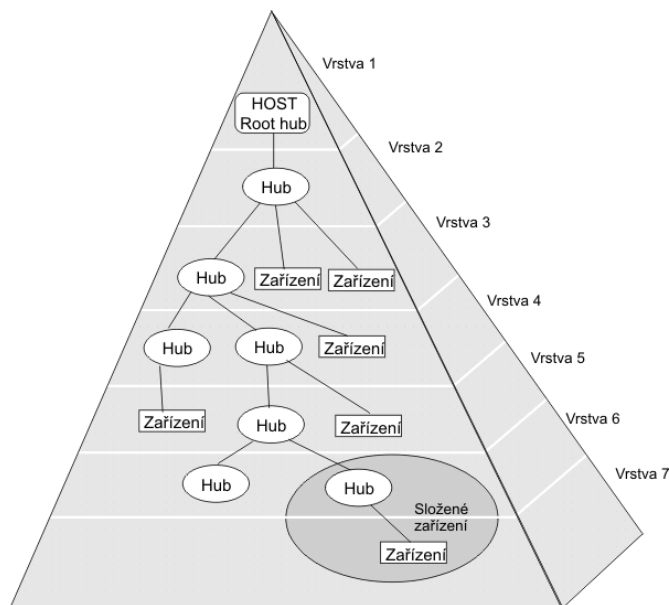 Vrstva 1
HOST
Root hub
Vrstva 2
Hub
Vrstva 3
Hub
Zařízení
Zařízení
Vrstva 4
Hub
Hub
Zařízení
Vrstva 5
Zařízení
Hub
Zařízení
Vrstva 6
Hub
Hub
Vrstva 7
Složené
zařízení
Zařízení